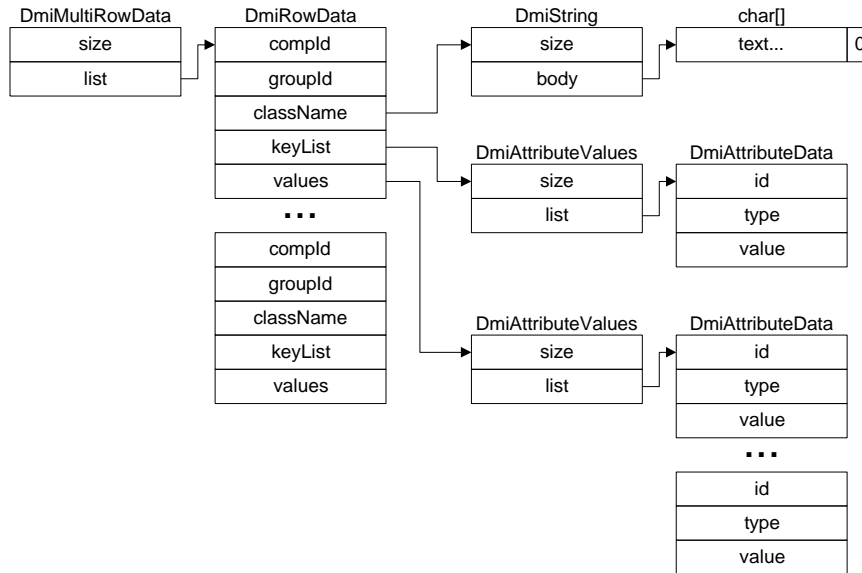 DmiMultiRowData
size
list
DmiRowData
compId
groupId
className
keyList
values
...
compId
groupId
className
keyList
values
DmiString
size
body
char[]
text...
0
DmiAttributeValues
size
list
DmiAttributeData
id
type
value
DmiAttributeValues
size
list
DmiAttributeData
id
type
value
...
id
type
value